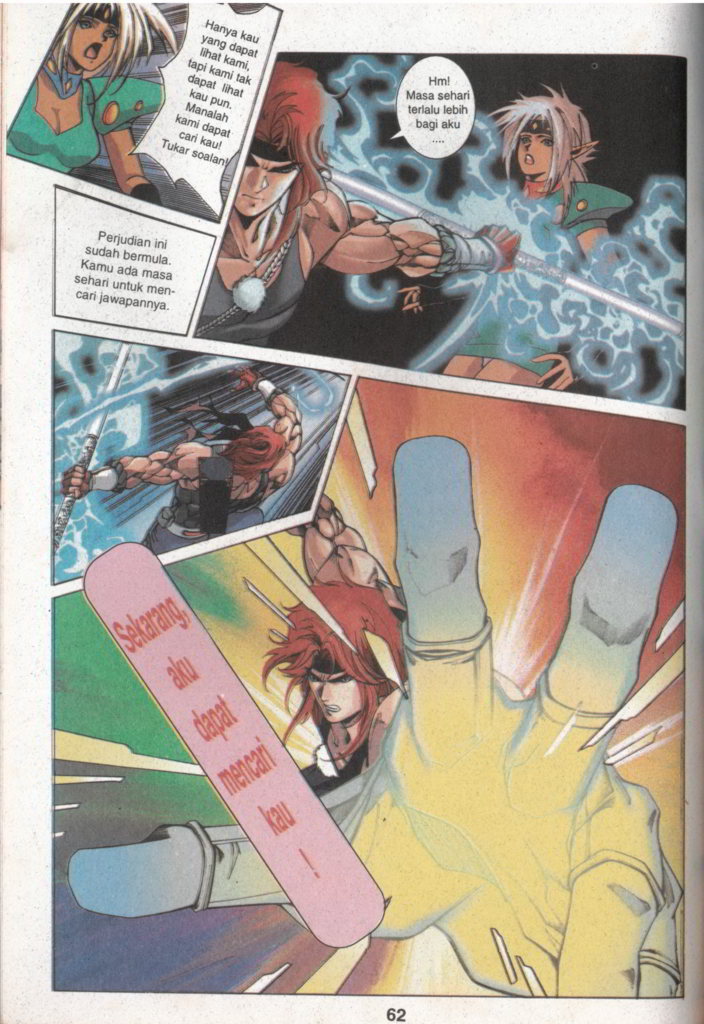 Hanya kau
yang dapat
lihat kami,
tapi kami tak
dapat lihat
kau pun.
Manalah
kami dapat
cari kau!
Tukar soalan!
Hm!
Masa sehari
terlalu lebih
bagi aku
....
Perjudian ini
sudah bermula.
Kamu ada masa
sehari untuk men-
cari jawapannya.
Sekarang,
aku
dapat
mencari
kau
!
62